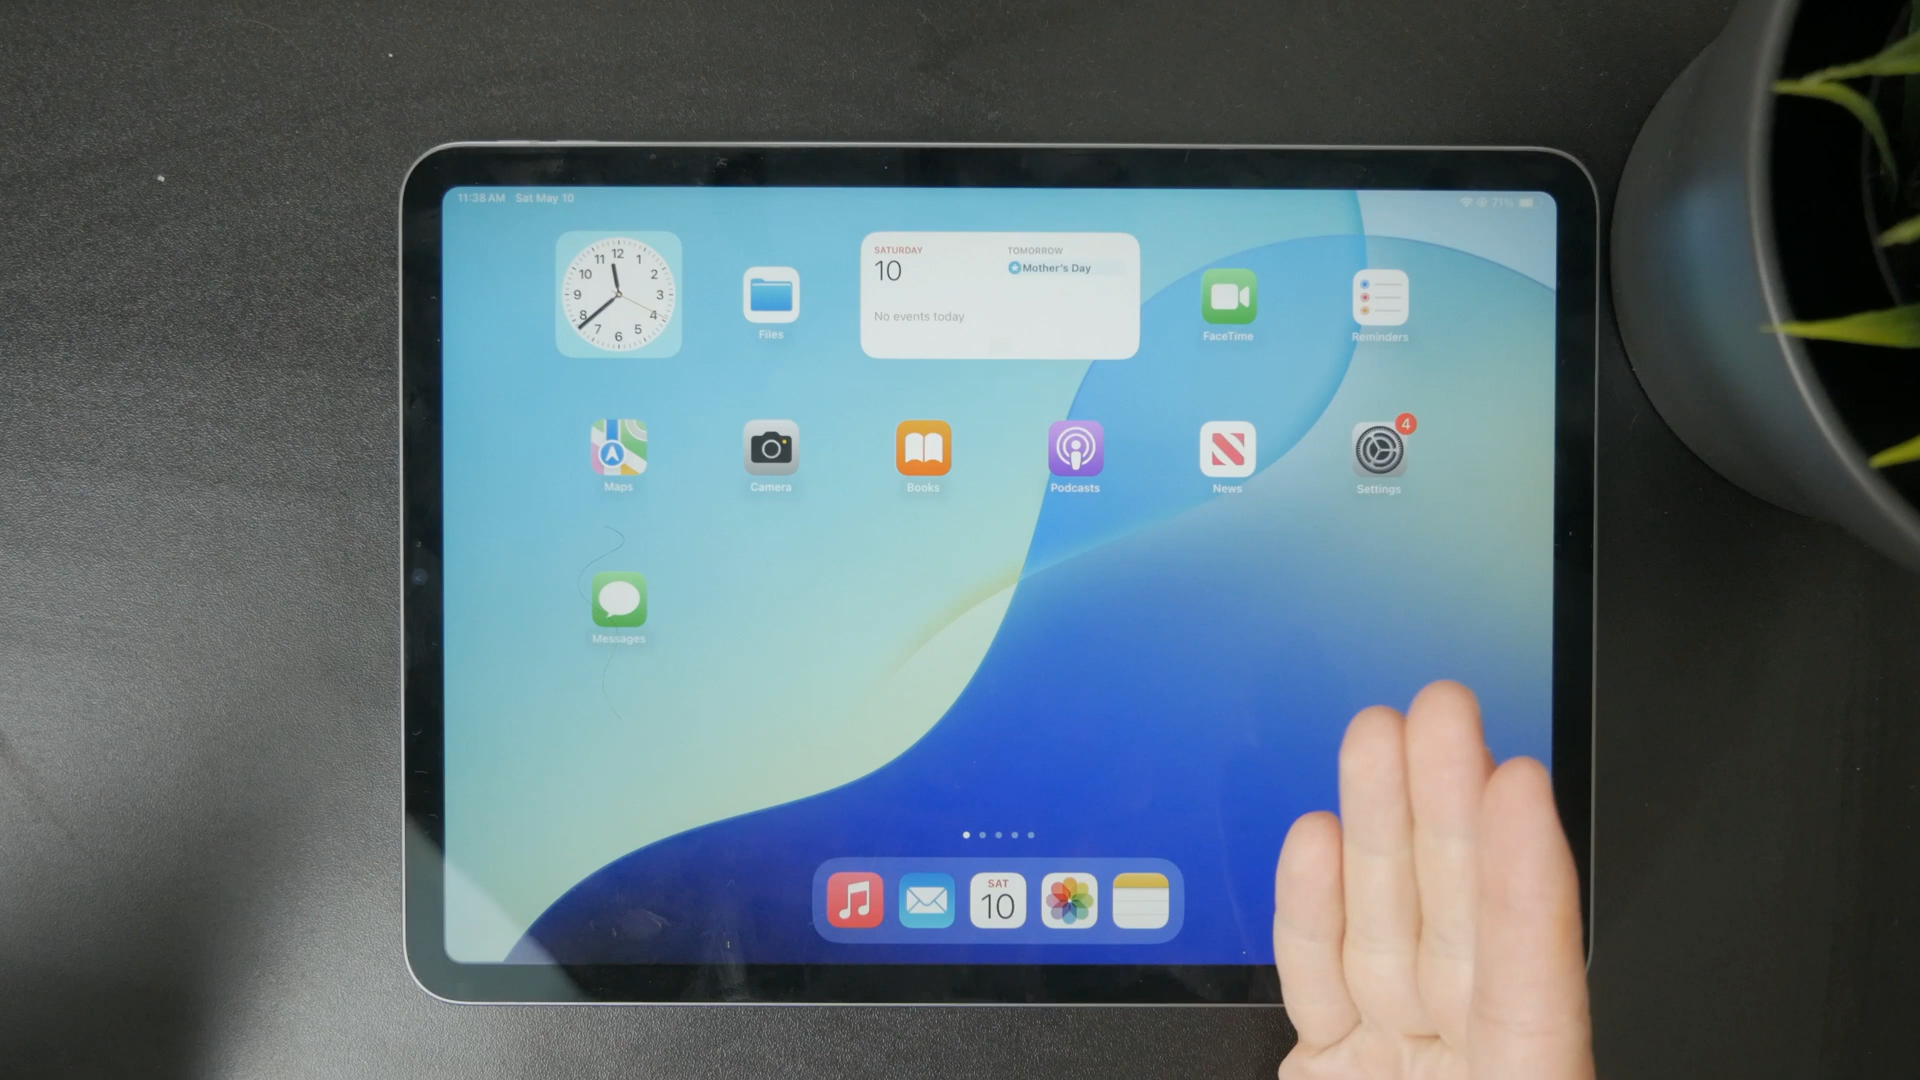 11:38 AM Sat May 10
71%
12
11 1
10 2
9 3
8 4
7 5
6
Files
SATURDAY
10
No events today
TOMORROW
Mother's Day
FaceTime
Reminders
Maps
Camera
Books
Podcasts
News
4
Settings
Messages
SAT
10